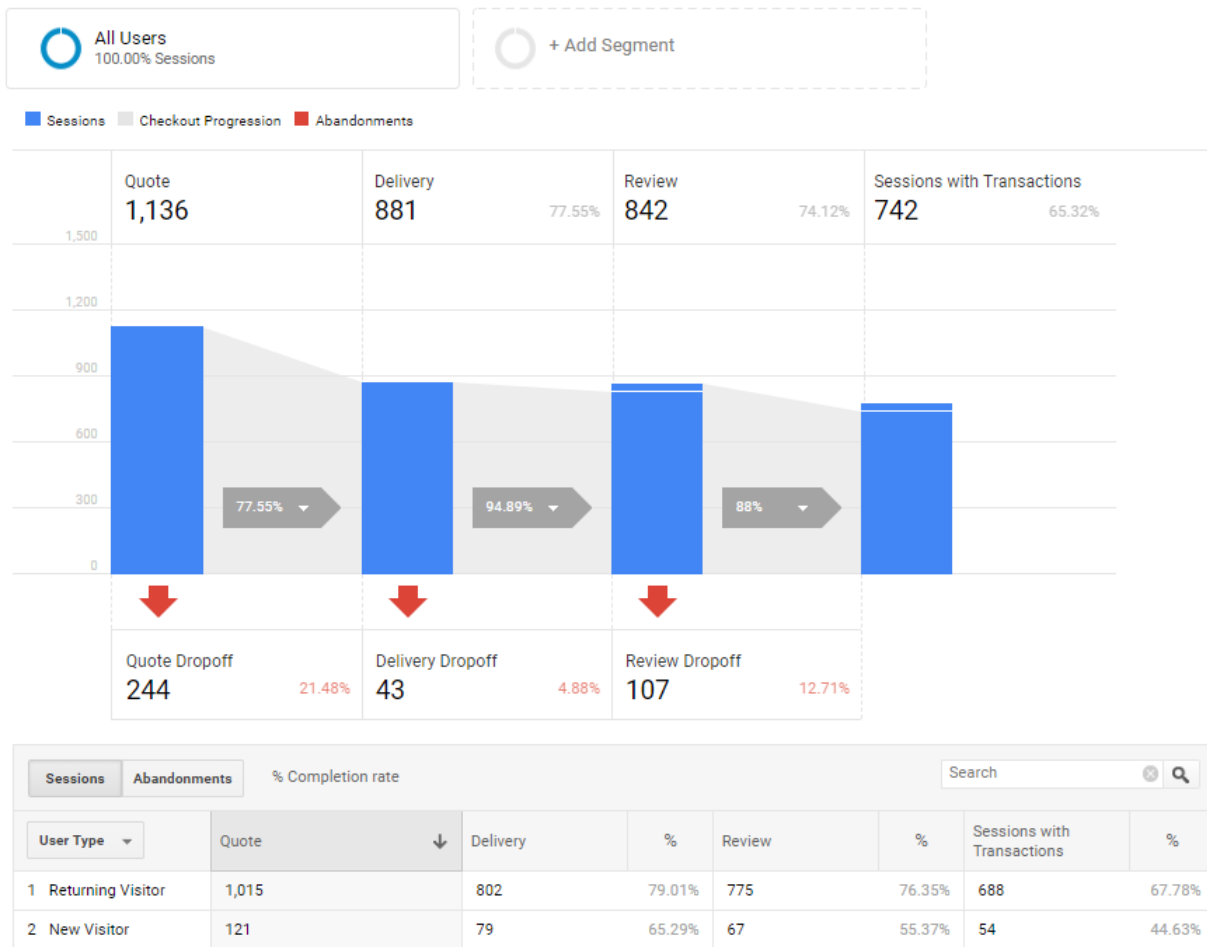 All Users
100.00% Sessions
+ Add Segment
Sessions Checkout Progression Abandonments
Quote Delivery Review Sessions with Transactions
1,136 881 77.55% 842 74.12% 742 65.32%
1,500
1,200
900
600
300
0
77.55% 94.89% 88%
Quote Dropoff Delivery Dropoff Review Dropoff
244 21.48% 43 4.88% 107 12.71%
Sessions Abandonments % Completion rate Search
User Type Quote Delivery % Review % Sessions with Transactions %
1 Returning Visitor 1,015 802 79.01% 775 76.35% 688 67.78%
2 New Visitor 121 79 65.29% 67 55.37% 54 44.63%